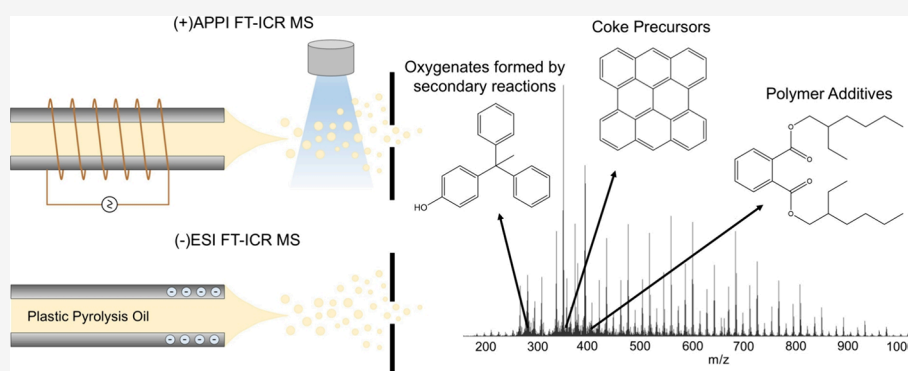 (+)APPI FT-ICR MS
(-)ESI FT-ICR MS
Plastic Pyrolysis Oil
Oxygenates formed by
secondary reactions
HO
Coke Precursors
Polymer Additives
O
O
O
O
200 300 400 500 600 700 800 900 100
m/z